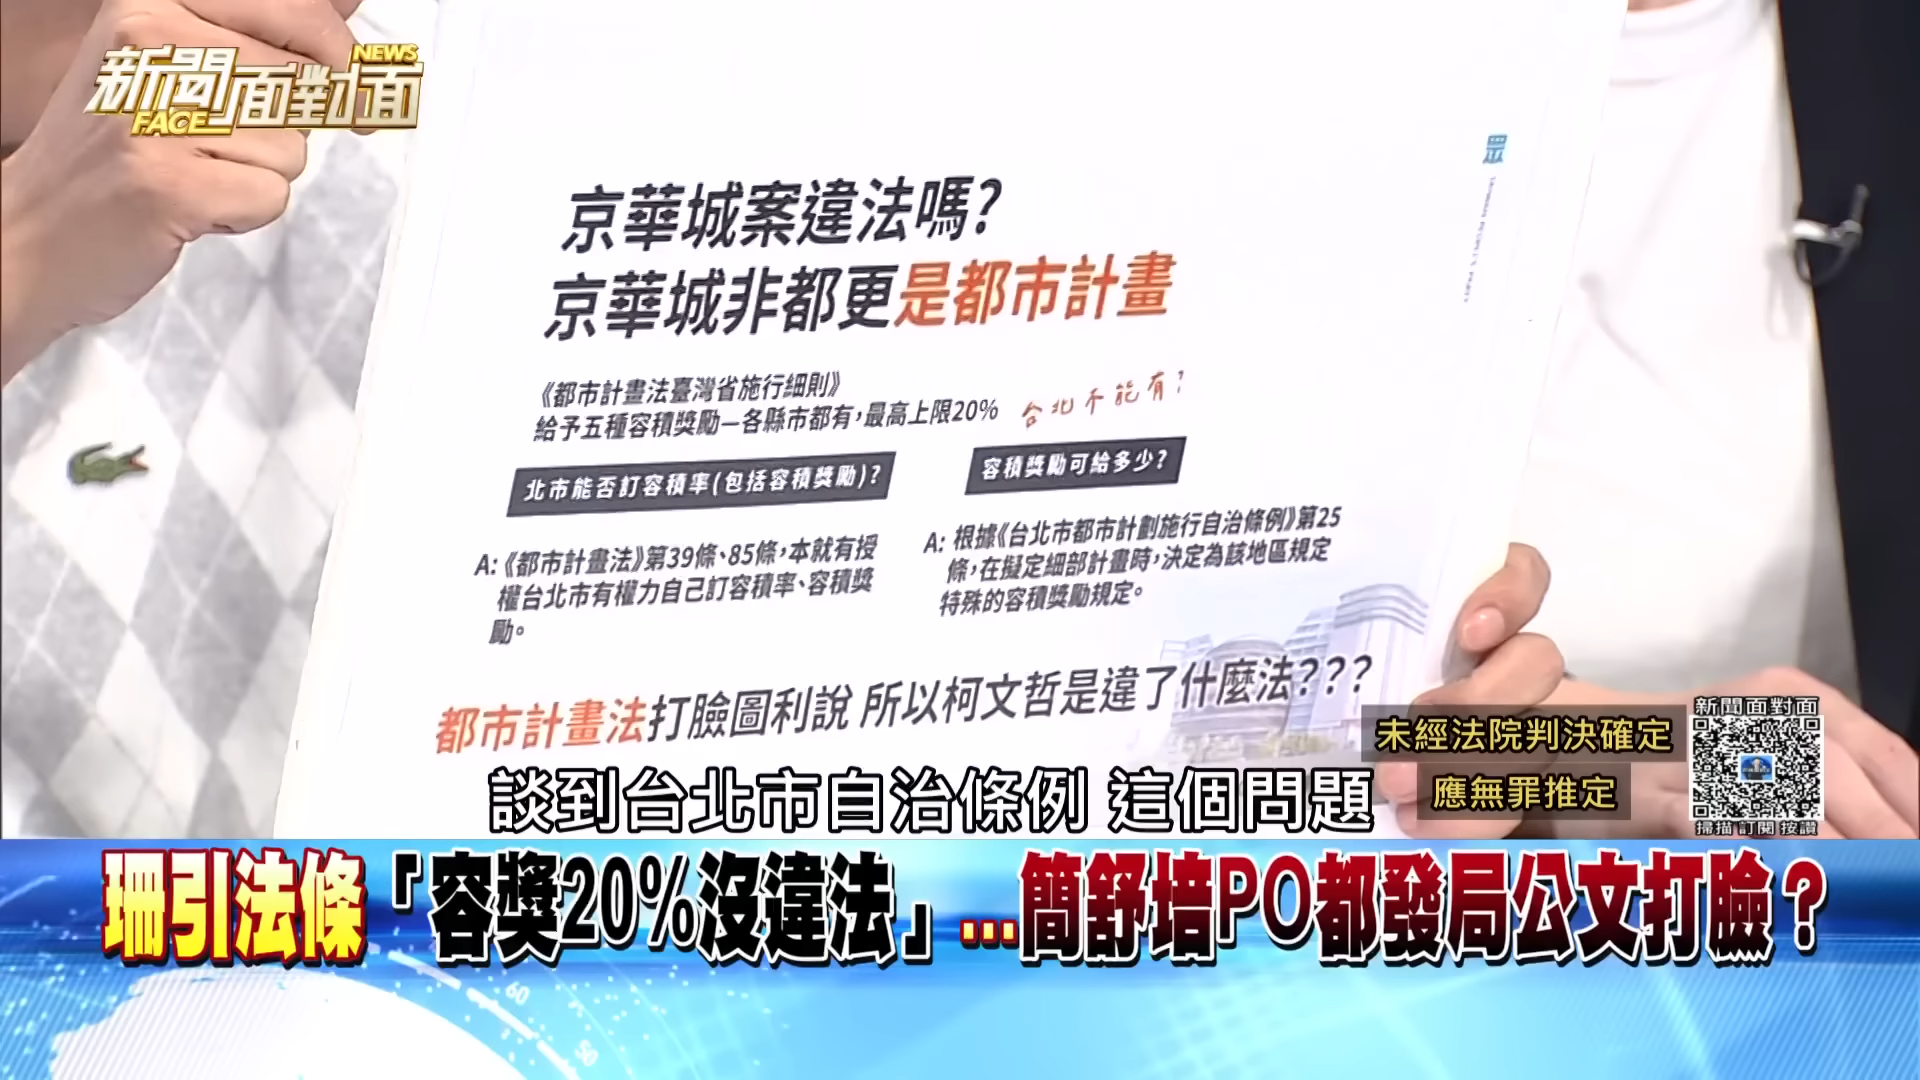 新聞面對面
NEWS
FACE
眾
TAIWAN PEOPLE'S PARTY
京華城案違法嗎?
京華城非都更是都市計畫
《都市計畫法臺灣省施行細則》
給予五種容積獎勵—各縣市都有，最高上限20%
台北不能有?
北市能否訂容積率(包括容積獎勵)?
A:《都市計畫法》第39條、85條，本就有授
權台北市有權力自己訂容積率、容積獎
勵。
容積獎勵可給多少?
A: 根據《台北市都市計劃施行自治條例》第25
條，在擬定細部計畫時，決定為該地區規定
特殊的容積獎勵規定。
都市計畫法打臉圖利說 所以柯文哲是違了什麼法???
未經法院判決確定
應無罪推定
新聞面對面
掃描 訂閱 按讚
談到台北市自治條例 這個問題
珊引法條「容獎20%沒違法」...簡舒培PO都發局公文打臉？
60
50